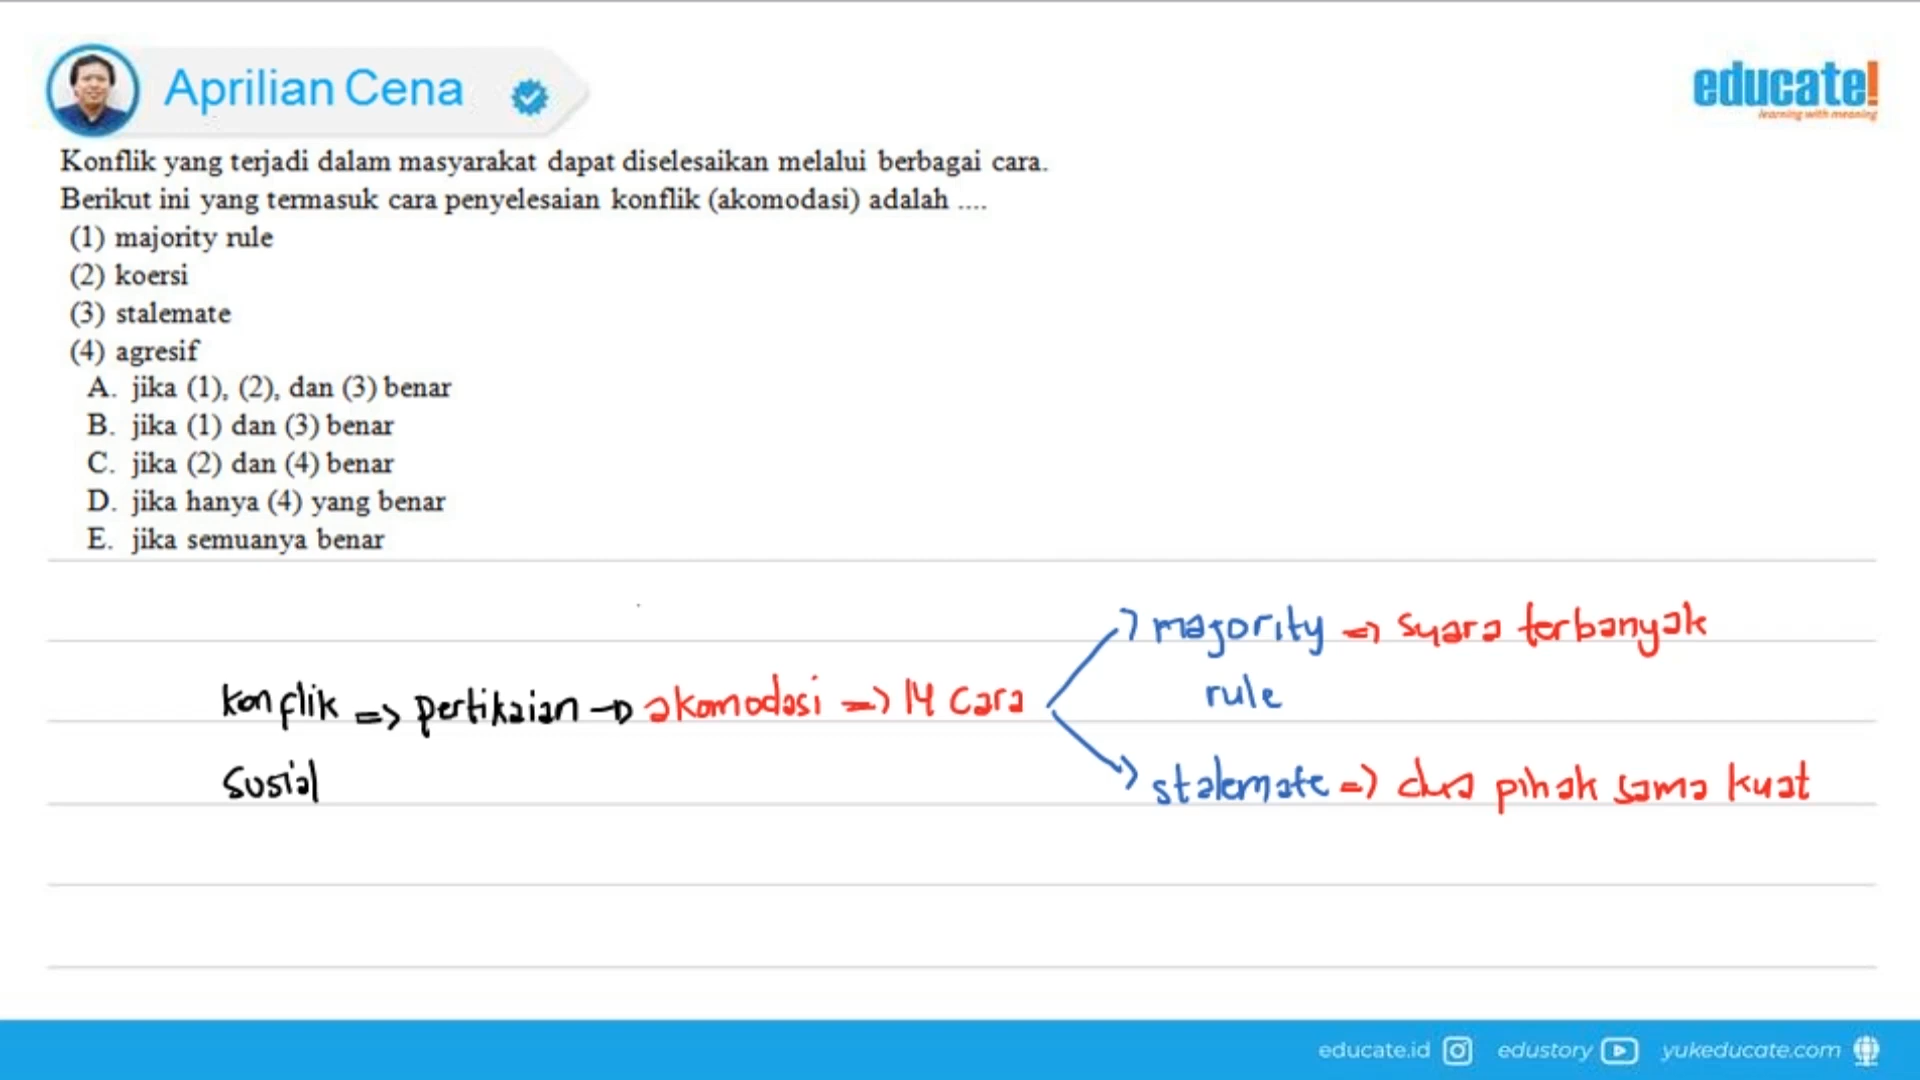 Aprilian Cena
educate!
learning with meaning
Konflik yang terjadi dalam masyarakat dapat diselesaikan melalui berbagai cara.
Berikut ini yang termasuk cara penyelesaian konflik (akomodasi) adalah ....
(1) majority rule
(2) koersi
(3) stalemate
(4) agresif
A. jika (1), (2), dan (3) benar
B. jika (1) dan (3) benar
C. jika (2) dan (4) benar
D. jika hanya (4) yang benar
E. jika semuanya benar
majority => suara terbanyak
rule
konflik => pertikaian → akomodasi => 14 cara
sosial
stalemate => dua pihak sama kuat
educate.id edustory yukeducate.com